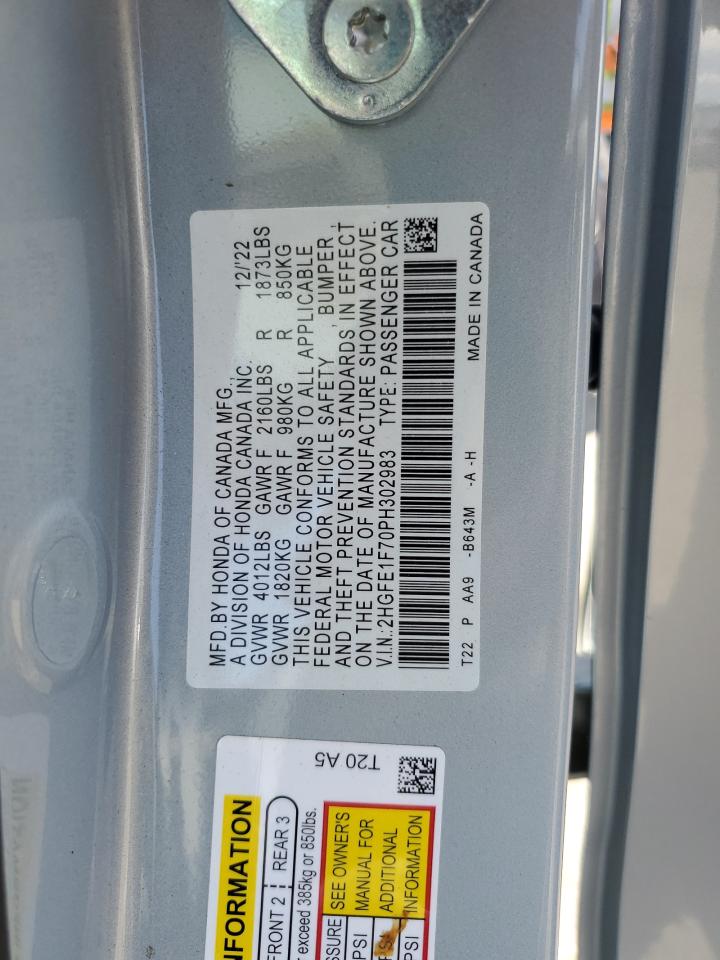 MFD.BY HONDA OF CANADA MFG.,
A DIVISION OF HONDA CANADA INC. 12/'22
GVWR 4012LBS GAWR F 2160LBS R 1873LBS
GVWR 1820KG GAWR F 980KG R 850KG
THIS VEHICLE CONFORMS TO ALL APPLICABLE
FEDERAL MOTOR VEHICLE SAFETY , BUMPER ,
AND THEFT PREVENTION STANDARDS IN EFFECT
ON THE DATE OF MANUFACTURE SHOWN ABOVE.
V.I.N.:2HGFE1F70PH302983 TYPE: PASSENGER CAR
T22 P AA9 -B643M -A -H
MADE IN CANADA
T20 A5
NFORMATION
FRONT 2 REAR 3
exceed 385kg or 850lbs.
SSURE SEE OWNER'S
PSI MANUAL FOR
ADDITIONAL
PSI INFORMATION